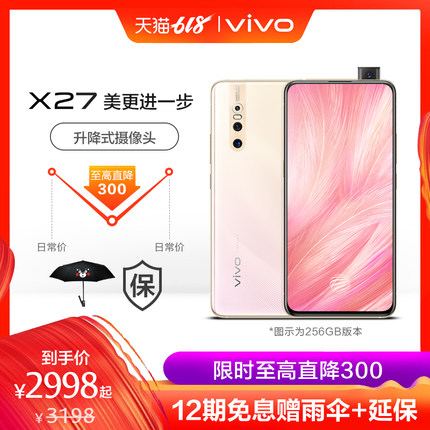 天猫618 | vivo
X27 美更进一步
升降式摄像头
至高直降
300
日常价
日常价
保
vivo
*图示为256GB版本
到手价
¥2998起
¥3198
限时至高直降300
12期免息赠雨伞+延保